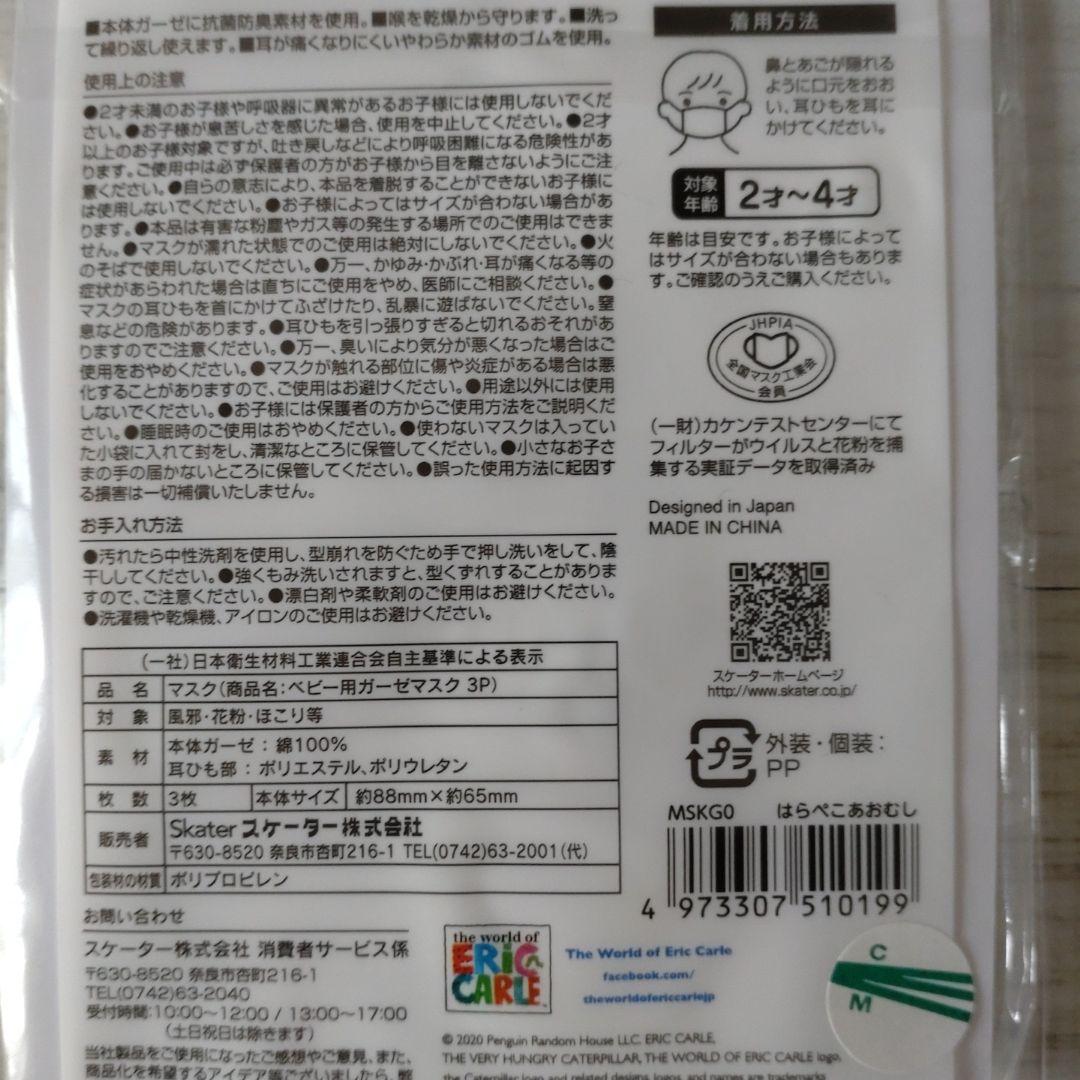 ■本体ガーゼに抗菌防臭素材を使用。■喉を乾燥から守ります。■洗っ
て繰り返し使えます。■耳が痛くなりにくいやわらか素材のゴムを使用。
使用上の注意
●2才未満のお子様や呼吸器に異常があるお子様には使用しないでくだ
さい。●お子様が息苦しさを感じた場合、使用を中止してください。●2才
以上のお子様対象ですが、吐き戻しなどにより呼吸困難になる危険性があ
ります。ご使用中は必ず保護者の方がお子様から目を離さないようにご注
意ください。●自らの意志により、本品を着脱することができないお子様に
は使用しないでください。●お子様によってはサイズが合わない場合があり
ます。●本品は有害な粉塵やガス等の発生する場所でのご使用はできま
せん。●マスクが濡れた状態でのご使用は絶対にしないでください。●火
のそばで使用しないでください。●万一、かゆみ・かぶれ・耳が痛くなる等の
症状があらわれた場合は直ちにご使用をやめ、医師にご相談ください。●
マスクの耳ひもを首にかけてふざけたり、乱暴に遊ばないでください。窒
息などの危険があります。●耳ひもを引っ張りすぎると切れるおそれがあ
りますのでご注意ください。●万一、臭いにより気分が悪くなった場合はご
使用をおやめください。●マスクが触れる部位に傷や炎症がある場合は悪
化することがありますので、ご使用はお避けください。●用途以外には使用
しないでください。●お子様には保護者の方からご使用方法をご説明くだ
さい。●睡眠時のご使用はおやめください。●使わないマスクは入ってい
た小袋に入れて封をし、清潔なところに保管してください。●小さなお子さ
まの手の届かないところに保管してください。●誤った使用方法に起因す
る損害は一切補償いたしません。
お手入れ方法
●汚れたら中性洗剤を使用し、型崩れを防ぐため手で押し洗いをして、陰
干ししてください。●強くもみ洗いされますと、型くずれすることがありま
すので、ご注意ください。●漂白剤や柔軟剤のご使用はお避けください。
●洗濯機や乾燥機、アイロンのご使用はお避けください。
(一社)日本衛生材料工業連合会自主基準による表示
品 名 マスク(商品名:ベビー用ガーゼマスク 3P)
対 象 風邪・花粉・ほこり等
素 材 本体ガーゼ : 綿100%
耳ひも部 : ポリエステル、ポリウレタン
枚 数 3枚 本体サイズ 約88mm×約65mm
販売者 Skater スケーター株式会社
〒630-8520 奈良市杏町216-1 TEL(0742)63-2001(代)
包装材の材質 ポリプロピレン
お問い合わせ
スケーター株式会社 消費者サービス係
〒630-8520 奈良市杏町216-1
TEL(0742)63-2040
受付時間:10:00~12:00 / 13:00~17:00
(土日祝日は除きます)
当社製品をご使用になったご感想やご意見、また、
商品化を希望するアイデア等ございましたら、弊
着用方法
鼻とあごが隠れる
ように口元をおお
い、耳ひもを耳に
かけてください。
対象
年齢 2才~4才
年齢は目安です。お子様によって
はサイズが合わない場合もありま
す。ご確認のうえご購入ください。
JHPIA
全国マスク工業会
会員
(一財)カケンテストセンターにて
フィルターがウイルスと花粉を捕
集する実証データを取得済み
Designed in Japan
MADE IN CHINA
スケーターホームページ
http://www.skater.co.jp/
プラ 外装・個装:
PP
MSKG0 はらぺこあおむし
4 973307 510199
the world of
ERIC
CARLE
The World of Eric Carle
facebook.com/
theworldofericcarlejp
C
M
© 2020 Penguin Random House LLC. ERIC CARLE,
THE VERY HUNGRY CATERPILLAR, THE WORLD OF ERIC CARLE logo,
the Caterpillar logo and related designs, logos, and names are trademarks